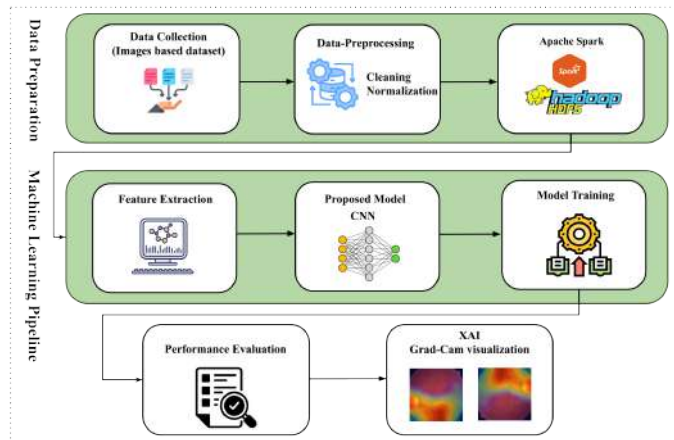 Data Preparation
Data Collection
(Images based dataset)
Data-Preprocessing
Cleaning
Normalization
Apache Spark
Spark
hadoop
HDFS
Machine Learning Pipeline
Feature Extraction
Proposed Model
CNN
Model Training
Performance Evaluation
XAI
Grad-Cam visualization